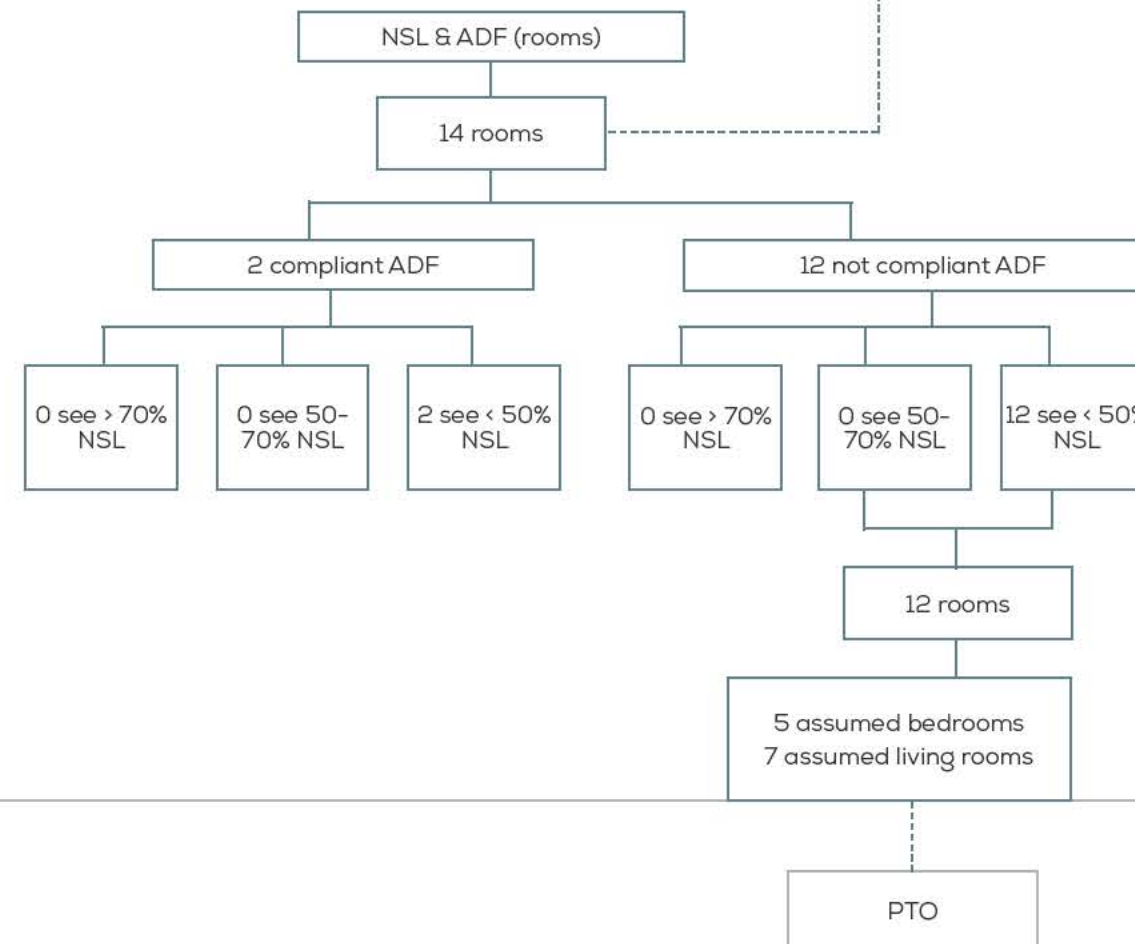 NSL & ADF (rooms)
14 rooms
2 compliant ADF
12 not compliant ADF
0 see > 70%
NSL
0 see 50-
70% NSL
2 see < 50%
NSL
0 see > 70%
NSL
0 see 50-
70% NSL
12 see < 50%
NSL
12 rooms
5 assumed bedrooms
7 assumed living rooms
PTO